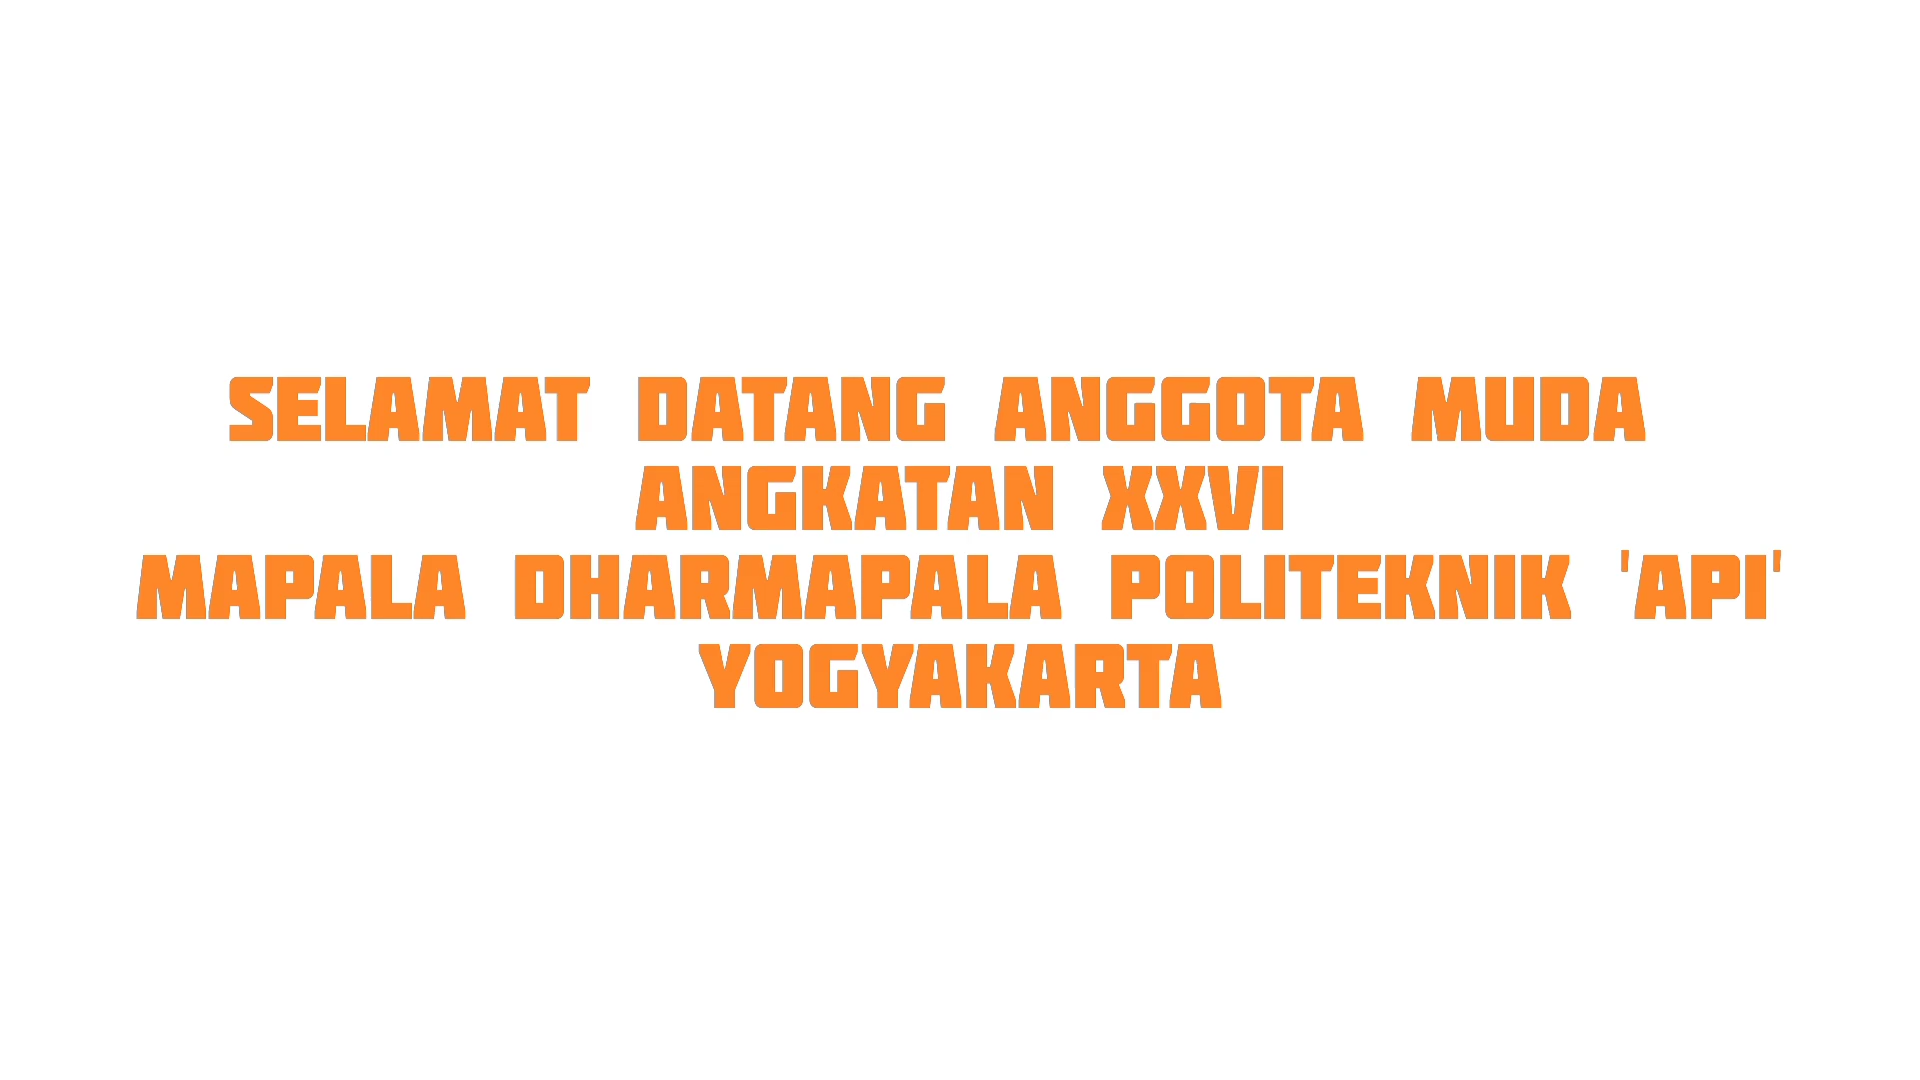 SELAMAT DATANG ANGGOTA MUDA
ANGKATAN XXVI
MAPALA DHARMAPALA POLITEKNIK 'API'
YOGYAKARTA